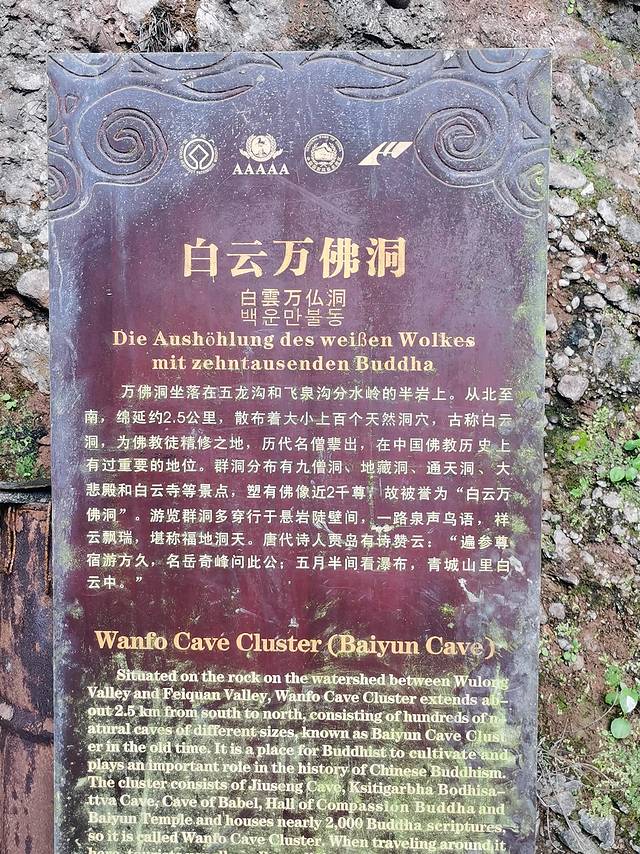 AAAAA
白云万佛洞
白雲万仏洞
백운만불동
Die Aushöhlung des weißen Wolkes
mit zehntausenden Buddha
万佛洞坐落在五龙沟和飞泉沟分水岭的半岩上。从北至
南，绵延约2.5公里，散布着大小上百个天然洞穴，古称白云
洞，为佛教徒精修之地，历代名僧辈出，在中国佛教历史上
有过重要的地位。群洞分布有九僧洞、地藏洞、通天洞、大
悲殿和白云寺等景点，塑有佛像近2千尊，故被誉为“白云万
佛洞”。游览群洞多穿行于悬岩陡壁间，一路泉声鸟语，祥
云飘瑞，堪称福地洞天。唐代诗人贾岛有诗赞云：“遍参尊
宿游方久，名岳奇峰问此公；五月半间看瀑布，青城山里白
云中。”
Wanfo Cave Cluster (Baiyun Cave)
Situated on the rock on the watershed between Wulong
Valley and Feiquan Valley, Wanfo Cave Cluster extends ab-
out 2.5 km from south to north, consisting of hundreds of n-
atural caves of different sizes, known as Baiyun Cave Clust
er in the old time. It is a place for Buddhist to cultivate and
plays an important role in the history of Chinese Buddhism.
The cluster consists of Jiuseng Cave, Ksitigarbha Bodhisa-
ttva Cave, Cave of Babel, Hall of Compassion Buddha and
Baiyun Temple and houses nearly 2,000 Buddha scriptures,
so it is called Wanfo Cave Cluster. When traveling around it